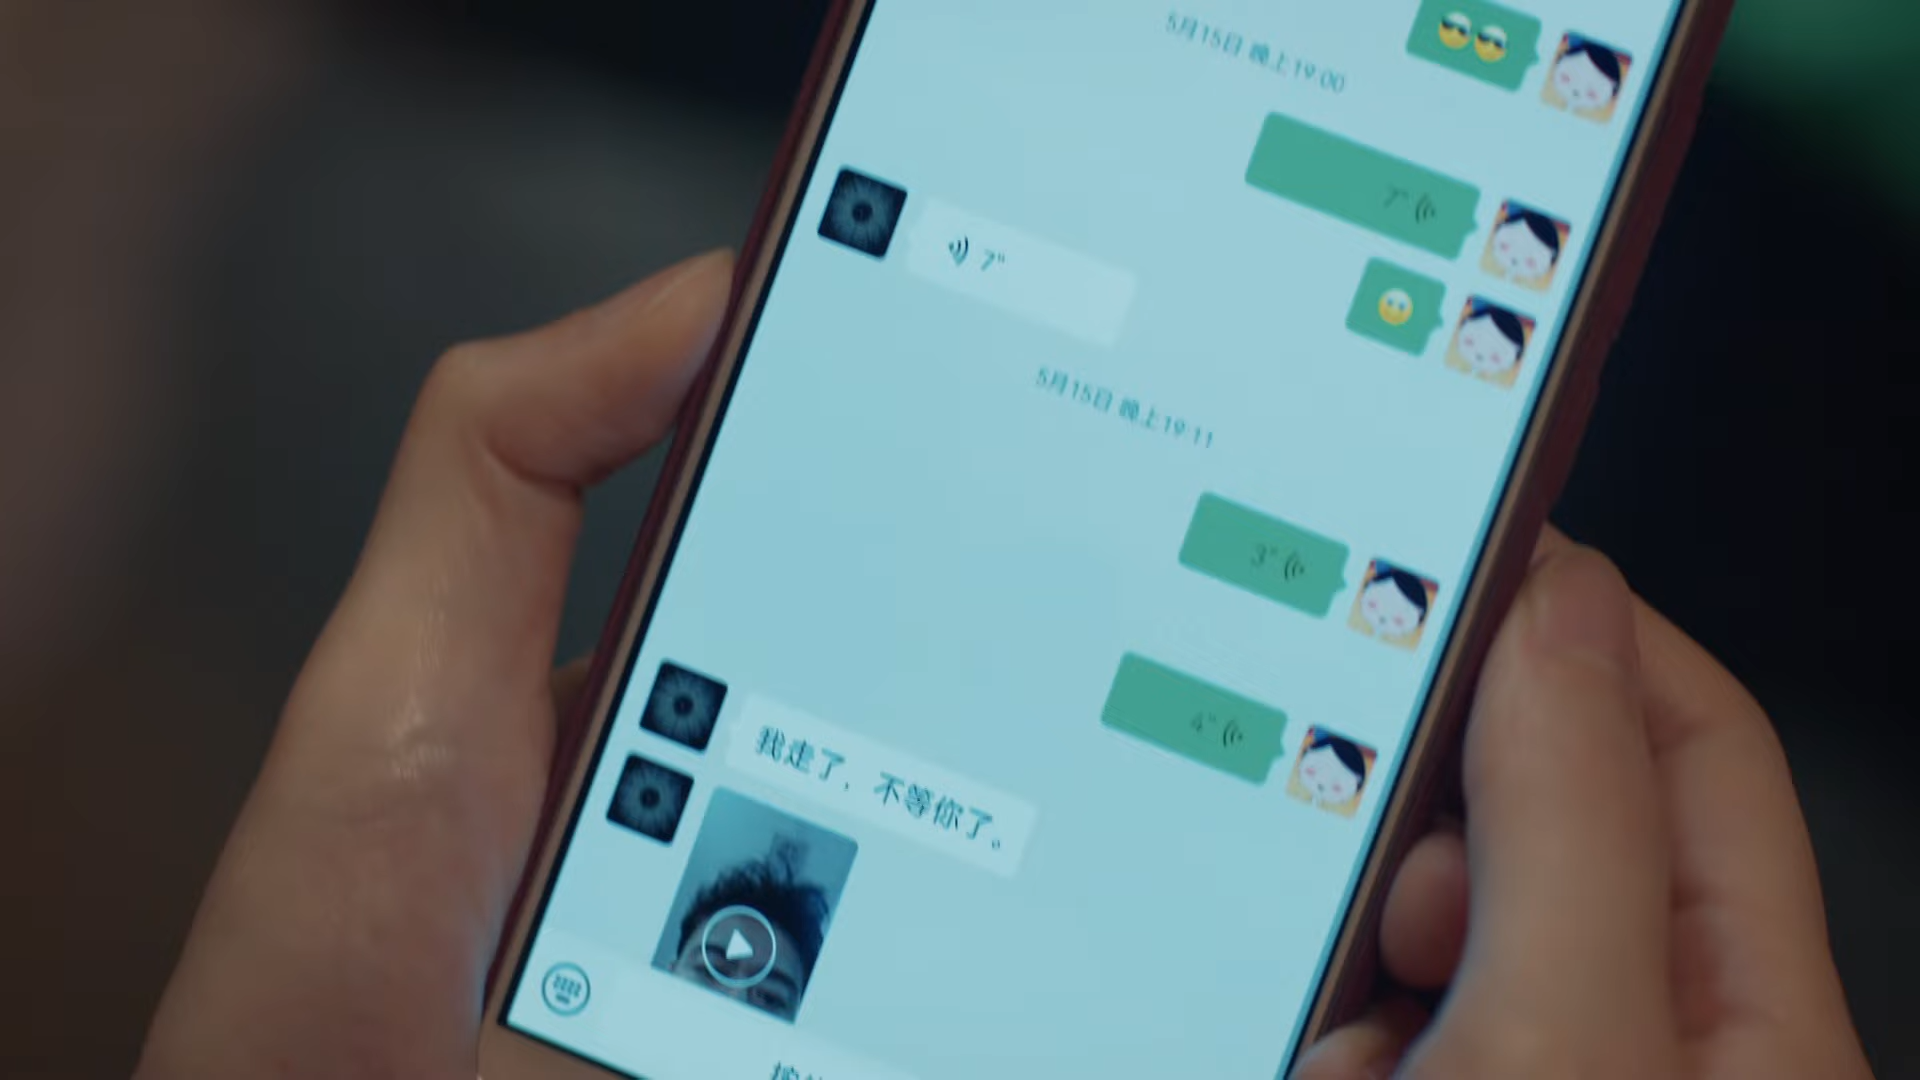 5月15日 晚上19:00
7"
7"
5月15日 晚上19:11
3"
4"
我走了，不等你了。